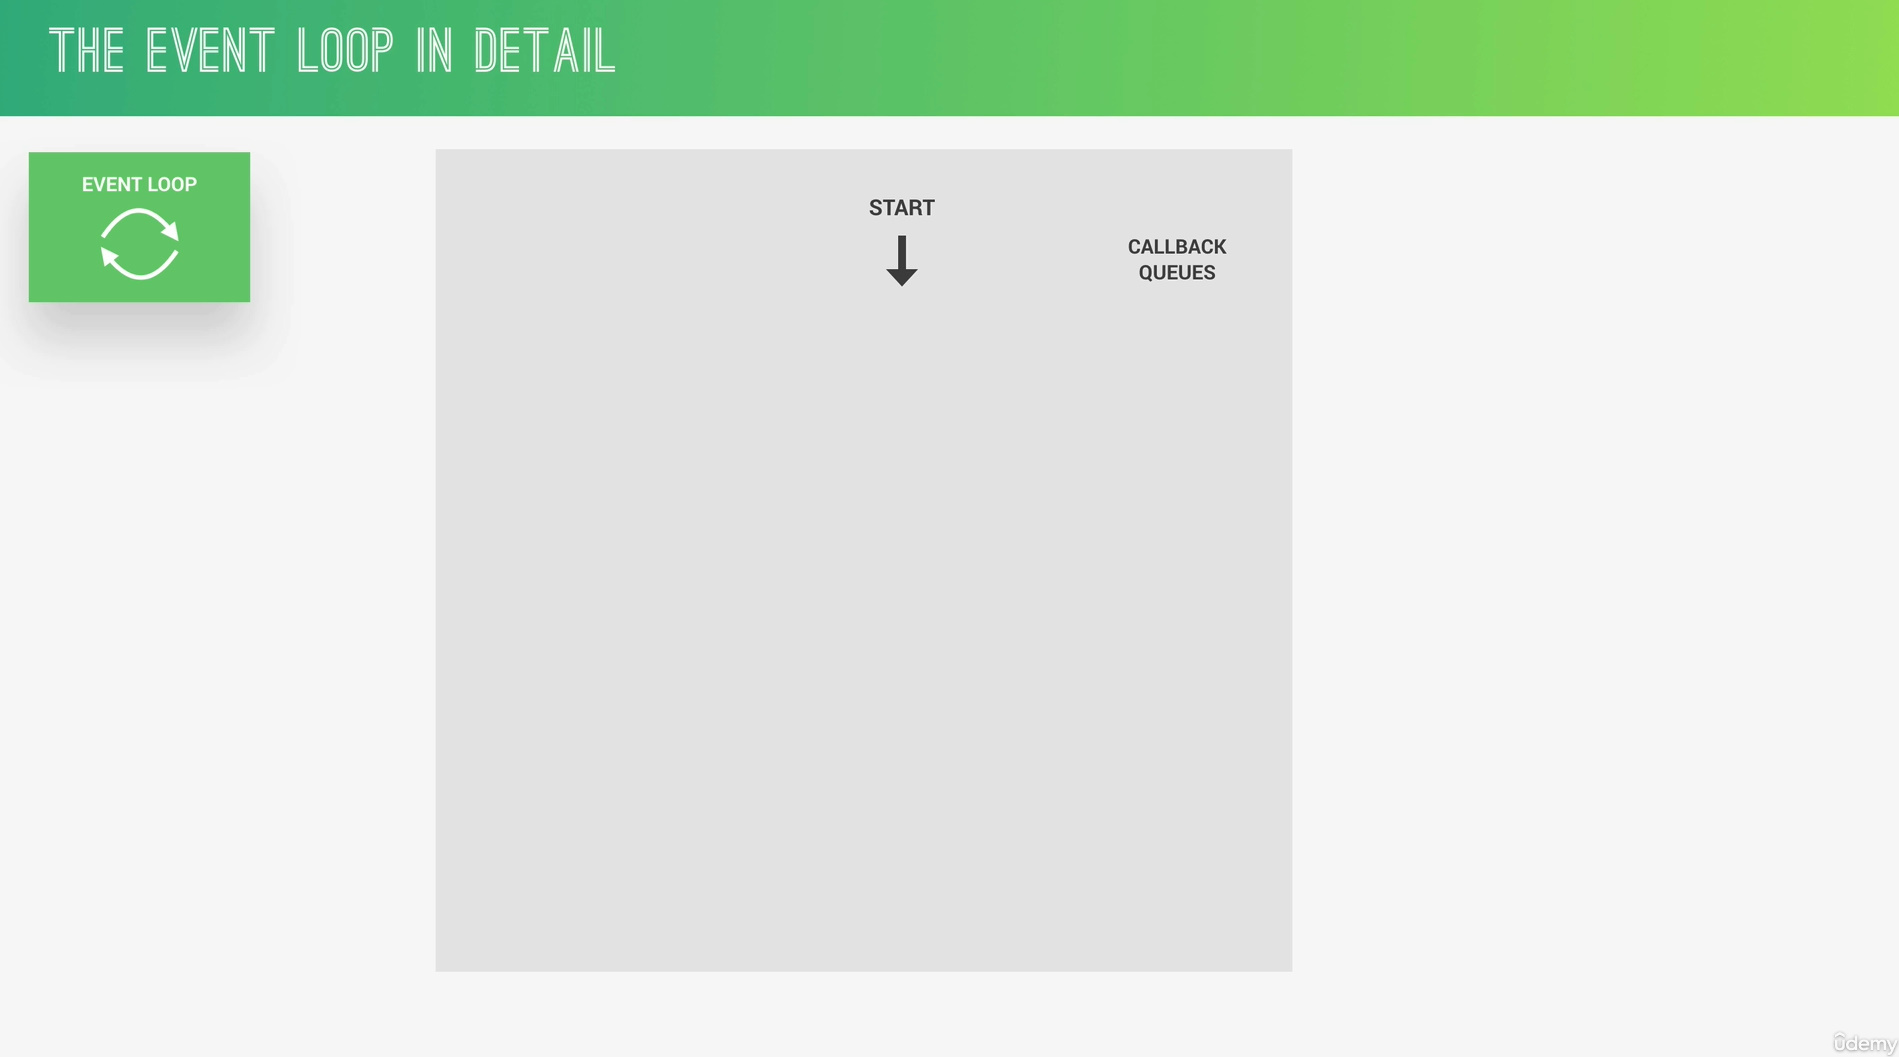 THE EVENT LOOP IN DETAIL
EVENT LOOP
START
CALLBACK
QUEUES
ûdemy